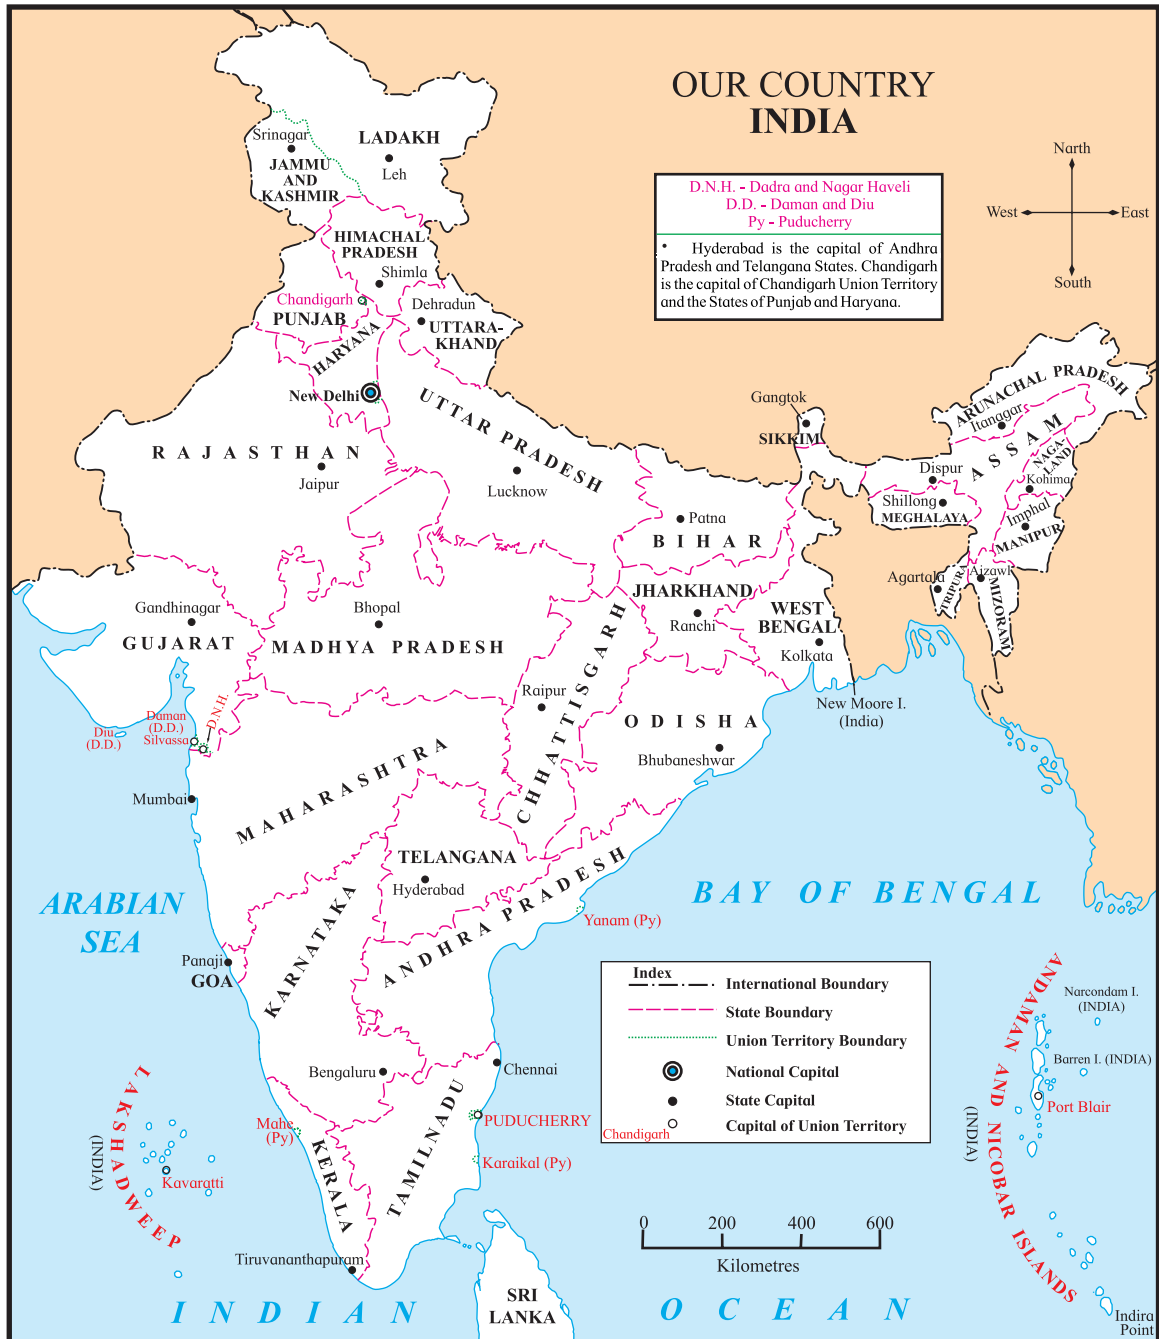 OUR COUNTRY
INDIA
D.N.H. - Dadra and Nagar Haveli
D.D. - Daman and Diu
Py - Puducherry
• Hyderabad is the capital of Andhra
Pradesh and Telangana States. Chandigarh
is the capital of Chandigarh Union Territory
and the States of Punjab and Haryana.
Narth
West
East
South
Srinagar
LADAKH
Leh
JAMMU
AND
KASHMIR
HIMACHAL
PRADESH
Shimla
Chandigarh
PUNJAB
Dehradun
UTTARA-
KHAND
HARYANA
New Delhi
UTTAR PRADESH
Lucknow
RAJASTHAN
Jaipur
Gangtok
SIKKIM
ARUNACHAL PRADESH
Itanagar
ASSAM
Dispur
NAGA-
LAND
Kohima
Shillong
MEGHALAYA
Imphal
MANIPUR
Agartala
TRIPURA
Aizawl
MIZORAM
Patna
BIHAR
JHARKHAND
Ranchi
WEST
BENGAL
Kolkata
New Moore I.
(India)
Gandhinagar
GUJARAT
Bhopal
MADHYA PRADESH
CHHATTISGARH
Raipur
ODISHA
Bhubaneshwar
Diu
(D.D.)
Daman
(D.D.)
Silvassa
D.N.H.
Mumbai
MAHARASHTRA
TELANGANA
Hyderabad
ANDHRA PRADESH
Yanam (Py)
KARNATAKA
Panaji
GOA
ARABIAN
SEA
BAY OF BENGAL
Bengaluru
Chennai
Mahe
(Py)
PUDUCHERRY
Karaikal (Py)
TAMILNADU
KERALA
Tiruvananthapuram
LAKSHADWEEP
(INDIA)
Kavaratti
Index
International Boundary
State Boundary
Union Territory Boundary
National Capital
State Capital
Chandigarh
Capital of Union Territory
ANDAMAN AND NICOBAR ISLANDS
(INDIA)
Narcondam I.
(INDIA)
Barren I. (INDIA)
Port Blair
Indira
Point
0 200 400 600
Kilometres
SRI
LANKA
INDIAN OCEAN